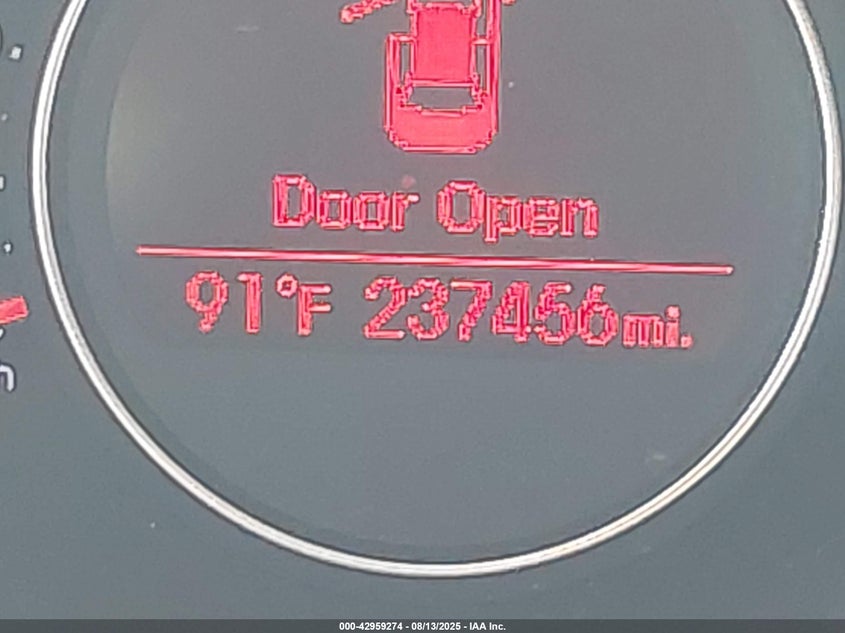 Door Open
91°F 237456mi.
000-42959274 - 08/13/2025 - IAA Inc.